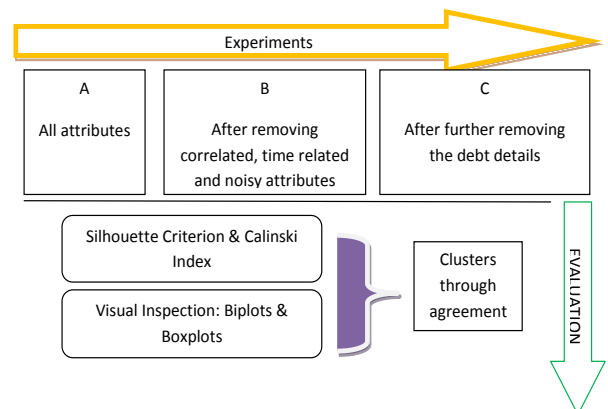 Experiments
A
All attributes
B
After removing
correlated, time related
and noisy attributes
C
After further removing
the debt details
Silhouette Criterion & Calinski
Index
Visual Inspection: Biplots &
Boxplots
Clusters
through
agreement
EVALUATION